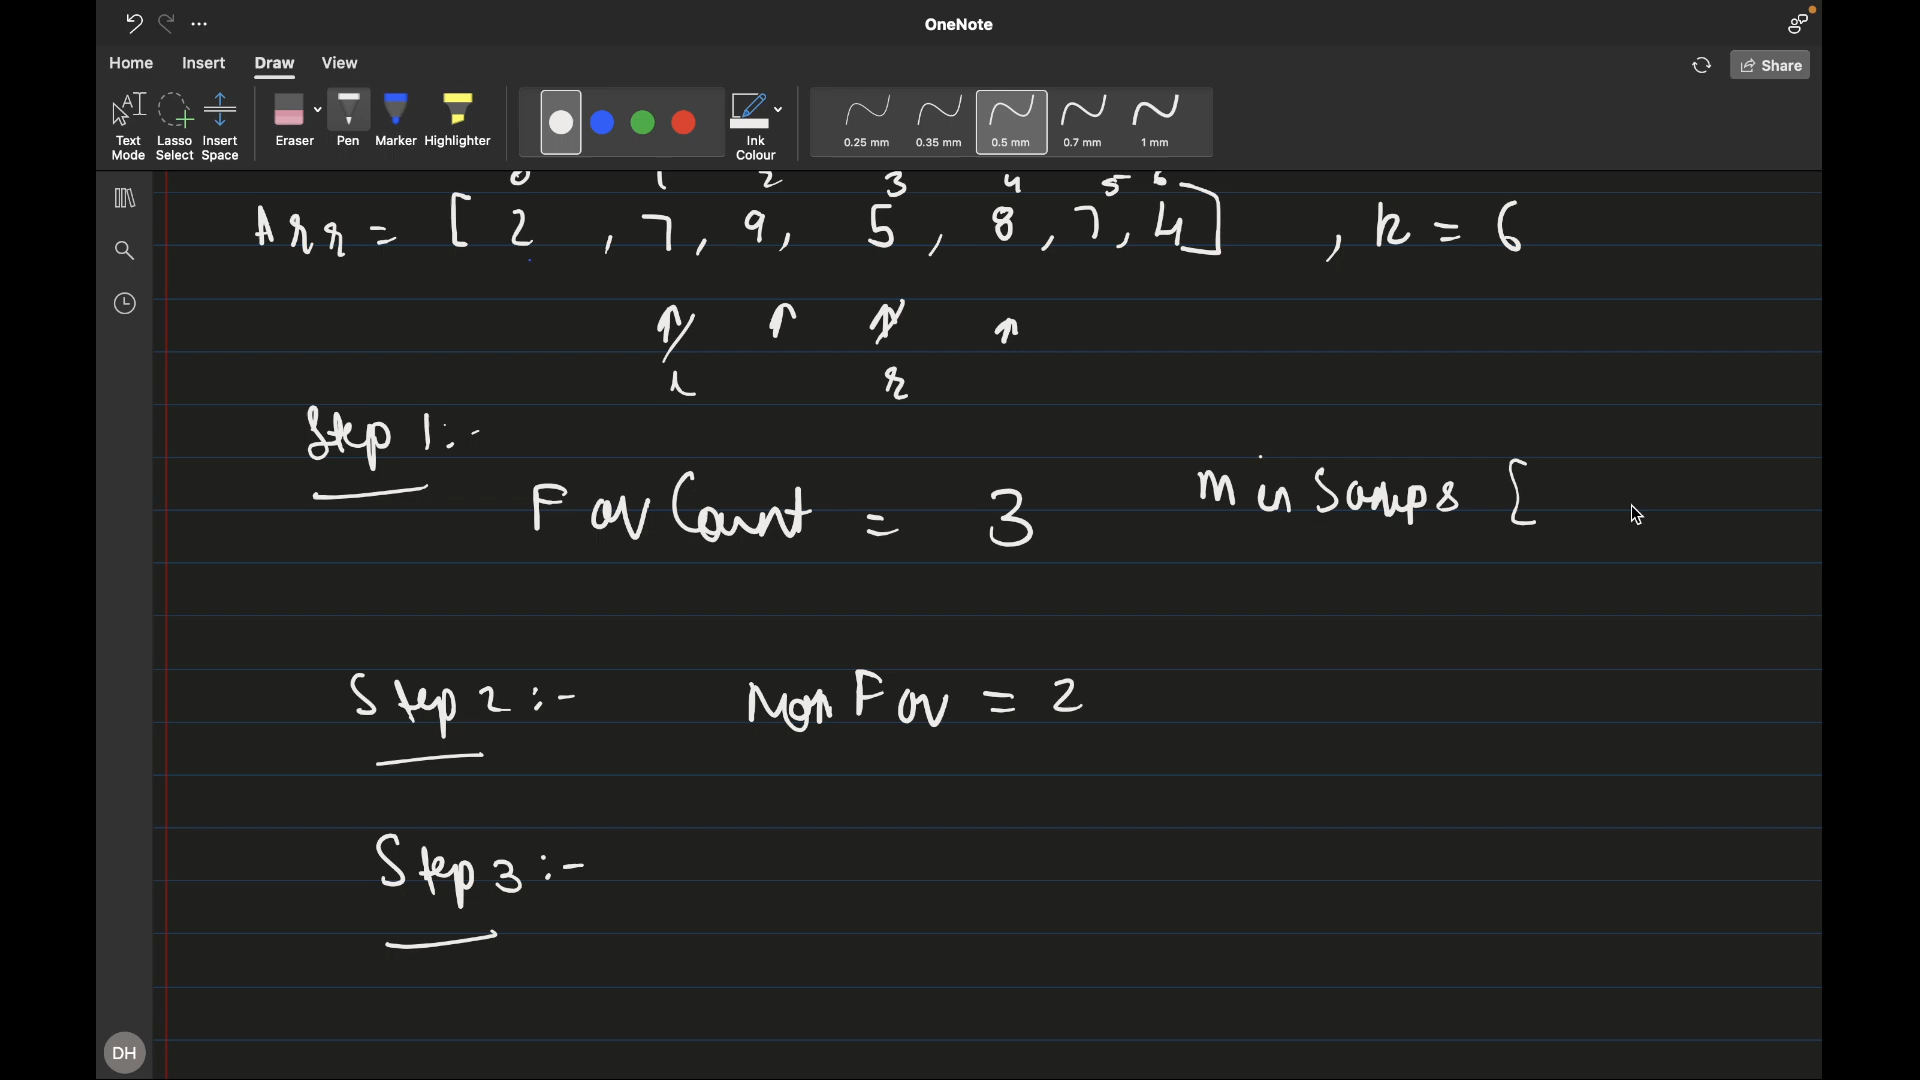 OneNote
Home Insert Draw View
Share
Text Mode
Lasso Select
Insert Space
Eraser
Pen
Marker
Highlighter
Ink Colour
0.25 mm
0.35 mm
0.5 mm
0.7 mm
1 mm
0 1 2 3 4 5 6
Arr = [ 2 , 7 , 9 , 5 , 8 , 7 , 4 ] , k = 6
l r
Step 1 :-
Fav Count = 3 min Swaps [
Step 2 :- Non Fav = 2
Step 3 :-
DH